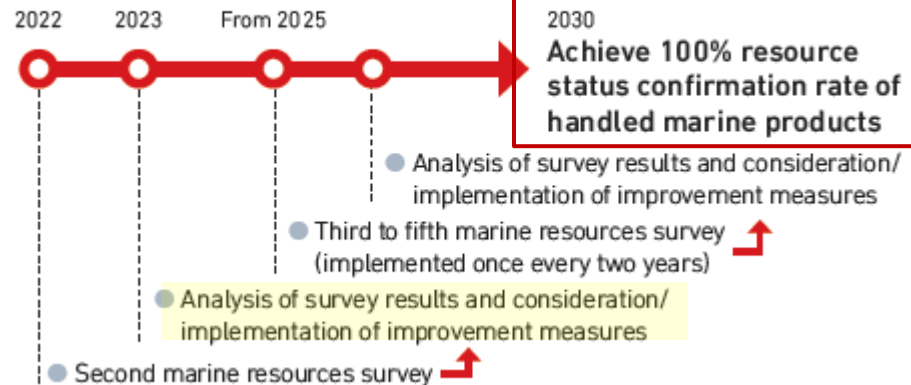 2022
2023
From 2025
2030
Achieve 100% resource
status confirmation rate of
handled marine products
Analysis of survey results and consideration/
implementation of improvement measures
Third to fifth marine resources survey
(implemented once every two years)
Analysis of survey results and consideration/
implementation of improvement measures
Second marine resources survey